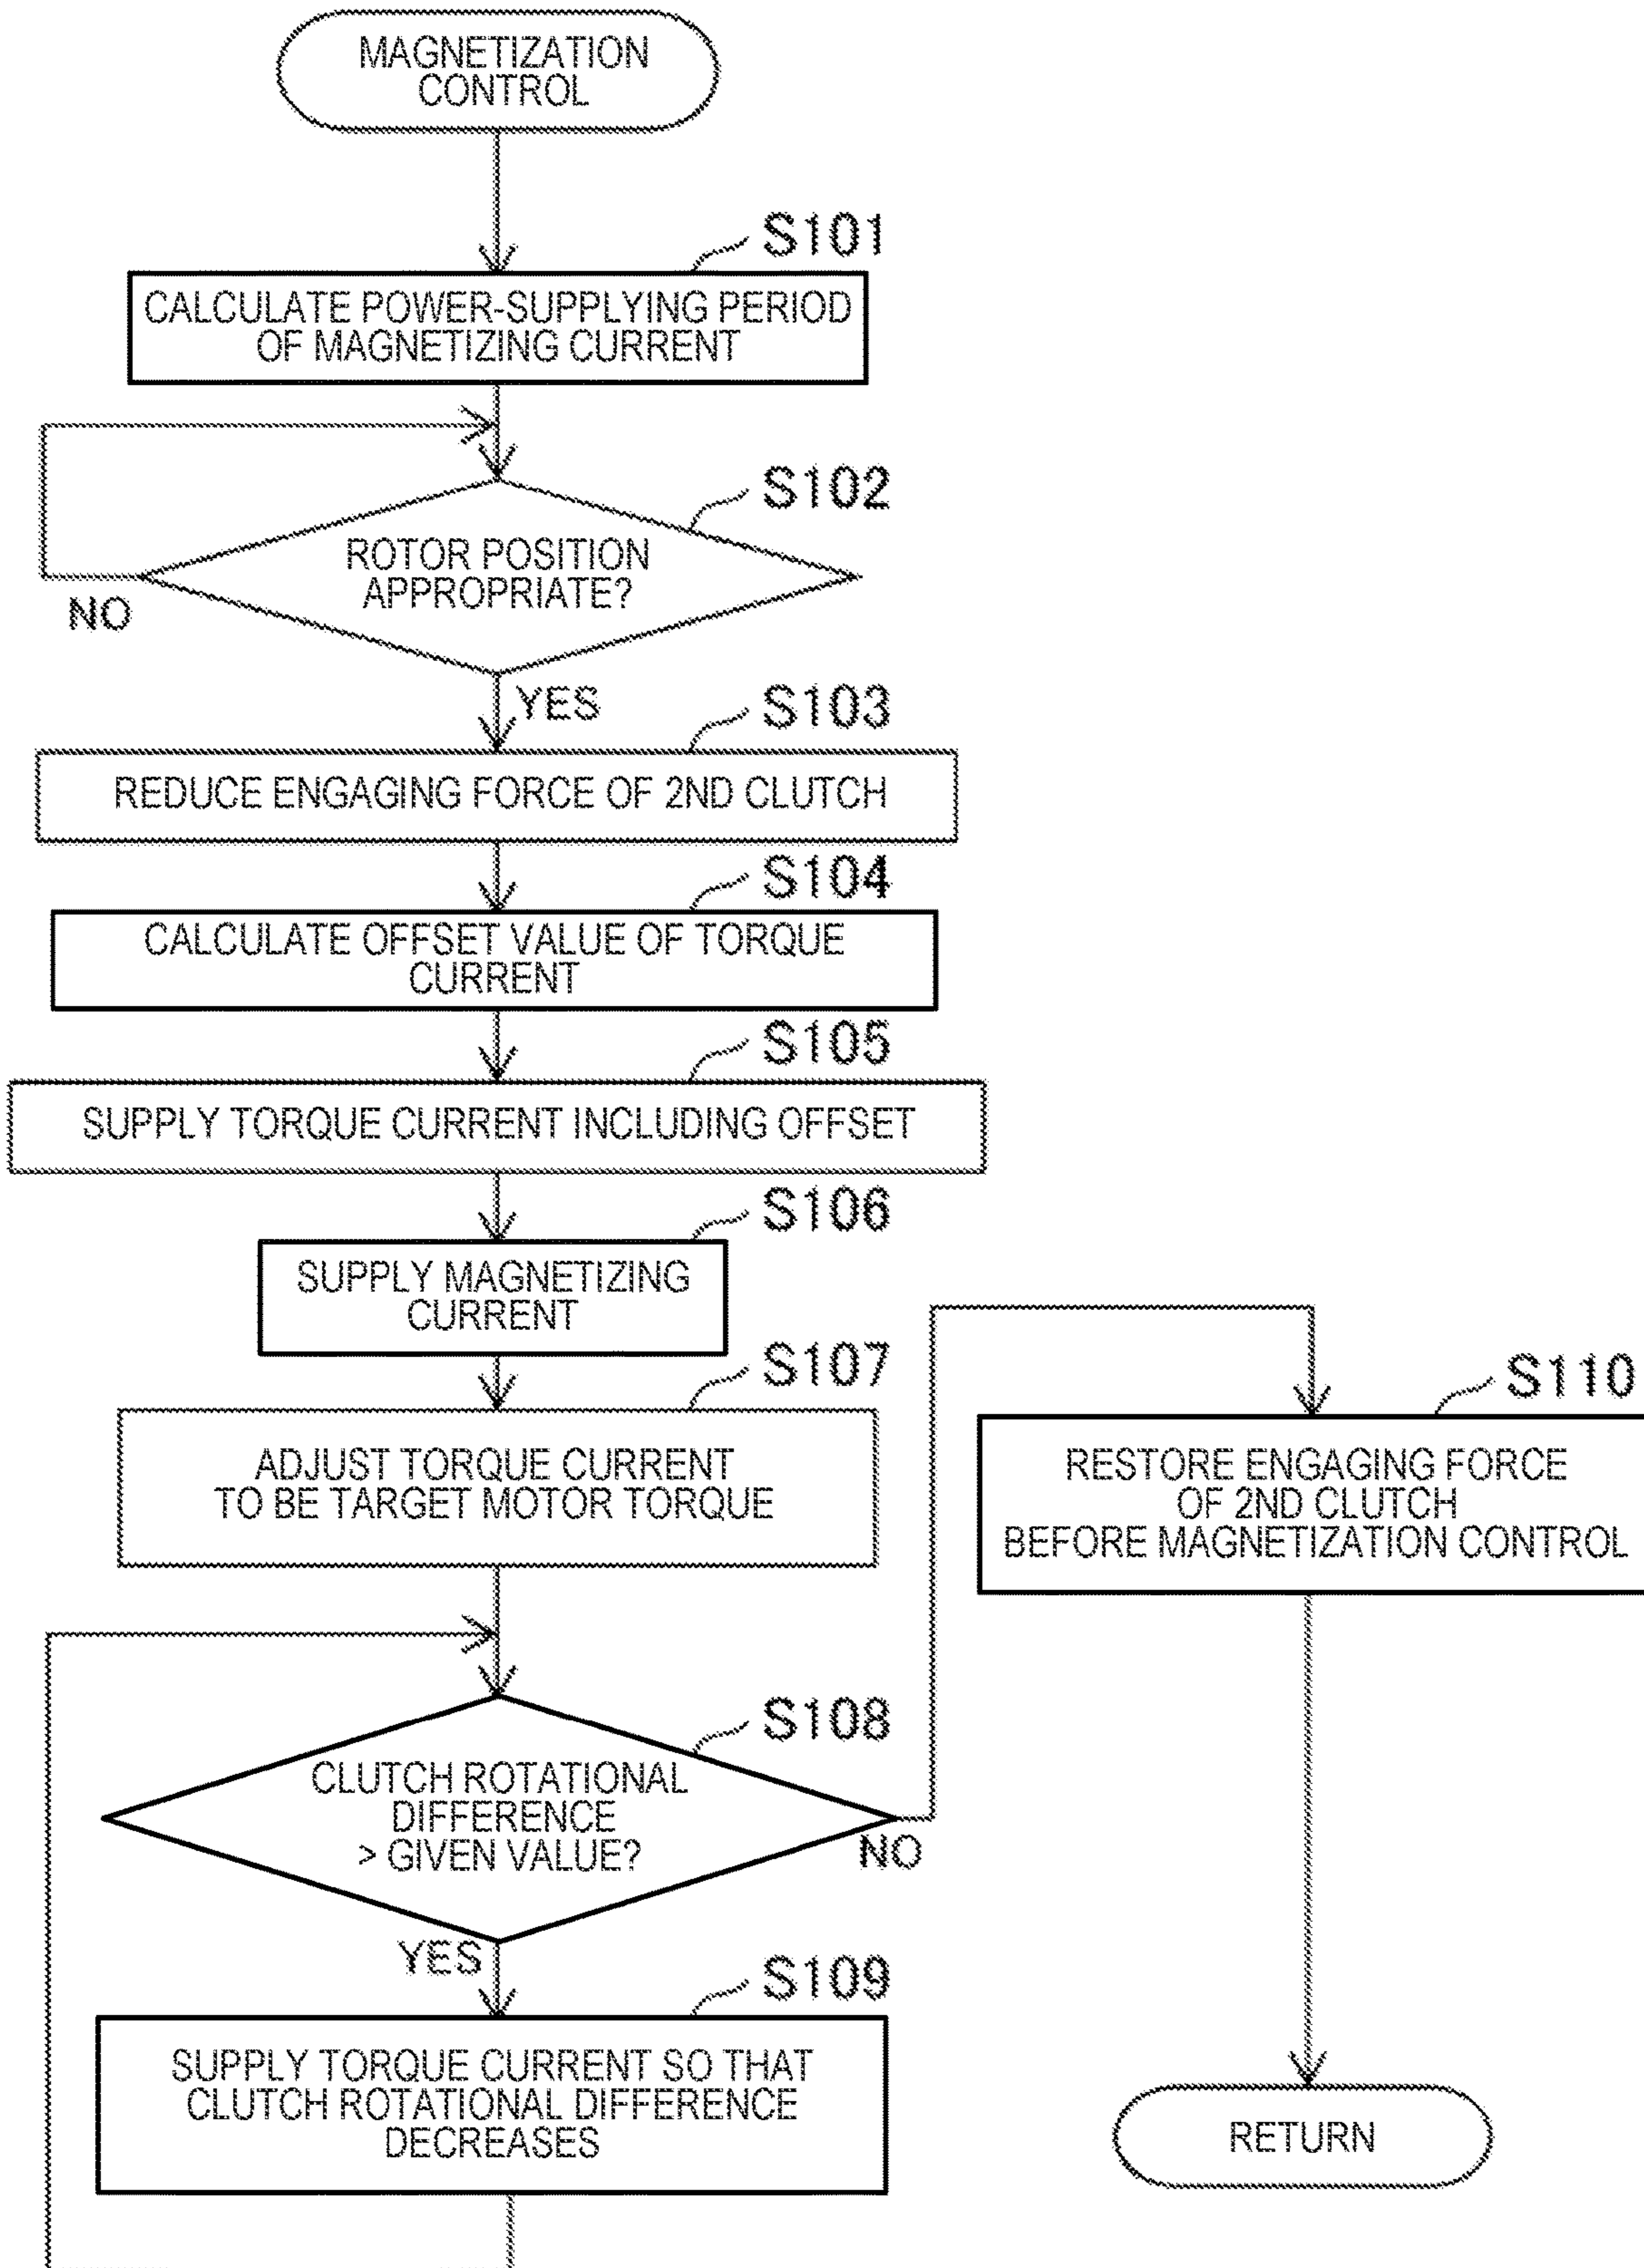 MAGNETIZATION
CONTROL
S101
CALCULATE POWER-SUPPLYING PERIOD
OF MAGNETIZING CURRENT
S102
ROTOR POSITION
APPROPRIATE?
NO
YES
S103
REDUCE ENGAGING FORCE OF 2ND CLUTCH
S104
CALCULATE OFFSET VALUE OF TORQUE
CURRENT
S105
SUPPLY TORQUE CURRENT INCLUDING OFFSET
S106
SUPPLY MAGNETIZING
CURRENT
S107
ADJUST TORQUE CURRENT
TO BE TARGET MOTOR TORQUE
S108
CLUTCH ROTATIONAL
DIFFERENCE
> GIVEN VALUE?
NO
YES
S109
SUPPLY TORQUE CURRENT SO THAT
CLUTCH ROTATIONAL DIFFERENCE
DECREASES
S110
RESTORE ENGAGING FORCE
OF 2ND CLUTCH
BEFORE MAGNETIZATION CONTROL
RETURN